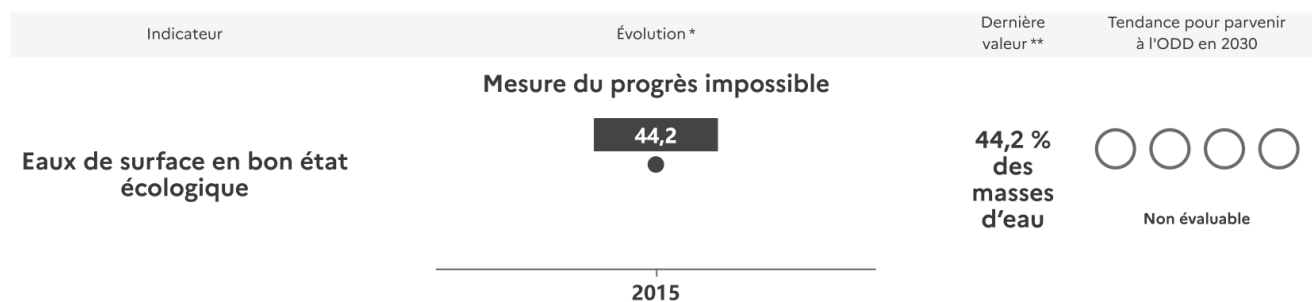 Indicateur
Évolution *
Dernière
valeur **
Tendance pour parvenir
à l'ODD en 2030
Mesure du progrès impossible
44,2
Eaux de surface en bon état
écologique
44,2 %
des
masses
d’eau
Non évaluable
2015